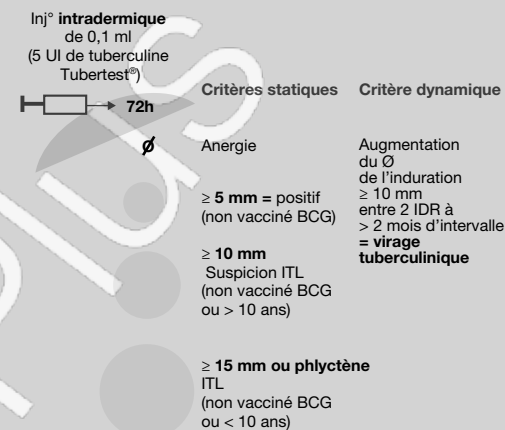 Inj° intradermique
de 0,1 ml
(5 UI de tuberculine
Tubertest®)
72h
Critères statiques
Critère dynamique
Ø
Anergie
≥ 5 mm = positif
(non vacciné BCG)
≥ 10 mm
Suspicion ITL
(non vacciné BCG
ou > 10 ans)
≥ 15 mm ou phlyctène
ITL
(non vacciné BCG
ou < 10 ans)
Augmentation
du Ø
de l'induration
≥ 10 mm
entre 2 IDR à
> 2 mois d'intervalle
= virage
tuberculinique